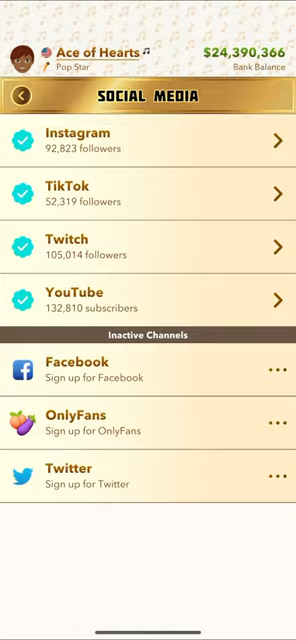 Ace of Hearts
$24,390,366
Pop Star
Bank Balance
SOCIAL MEDIA
Instagram
92,823 followers
TikTok
52,319 followers
Twitch
105,014 followers
YouTube
132,810 subscribers
Inactive Channels
Facebook
Sign up for Facebook
OnlyFans
Sign up for OnlyFans
Twitter
Sign up for Twitter